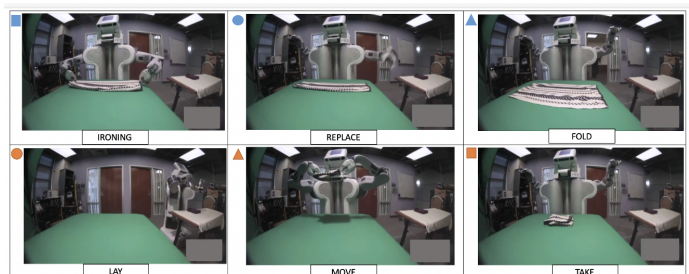 IRONING
REPLACE
FOLD
LAY
MOVE
TAKE